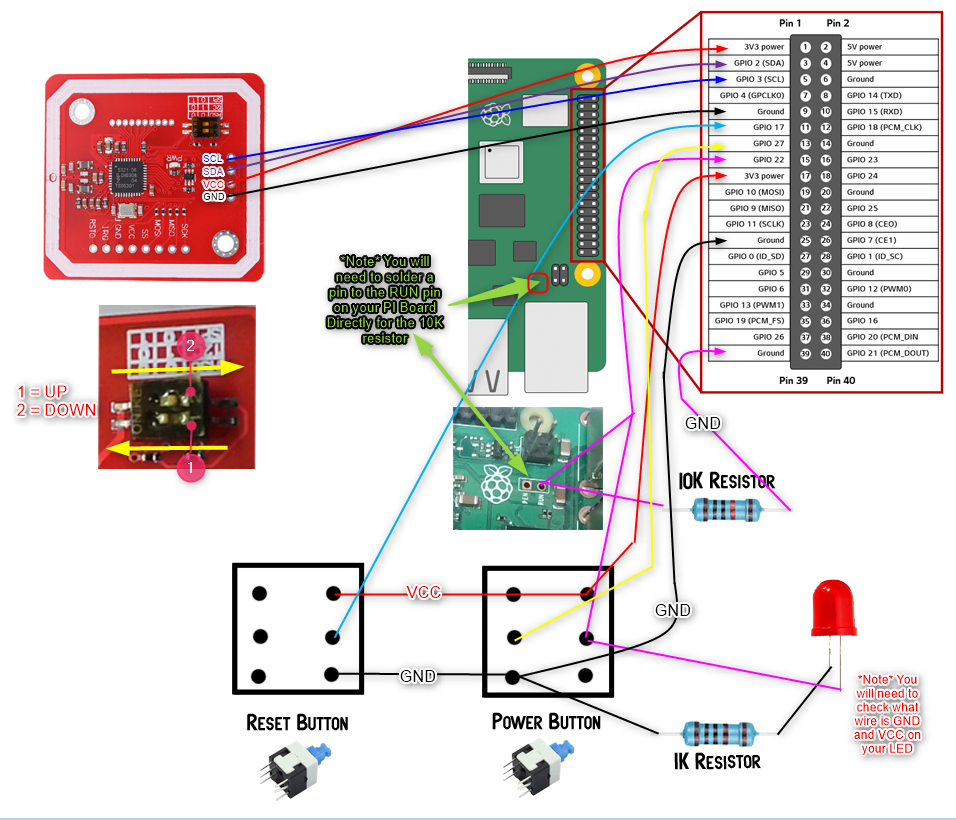 Pin 1 Pin 2
3V3 power 1 2 5V power
GPIO 2 (SDA) 3 4 5V power
GPIO 3 (SCL) 5 6 Ground
GPIO 4 (GPCLK0) 7 8 GPIO 14 (TXD)
Ground 9 10 GPIO 15 (RXD)
GPIO 17 11 12 GPIO 18 (PCM_CLK)
GPIO 27 13 14 Ground
GPIO 22 15 16 GPIO 23
3V3 power 17 18 GPIO 24
GPIO 10 (MOSI) 19 20 Ground
GPIO 9 (MISO) 21 22 GPIO 25
GPIO 11 (SCLK) 23 24 GPIO 8 (CEO)
Ground 25 26 GPIO 7 (CE1)
GPIO 0 (ID_SD) 27 28 GPIO 1 (ID_SC)
GPIO 5 29 30 Ground
GPIO 6 31 32 GPIO 12 (PWM0)
GPIO 13 (PWM1) 33 34 Ground
GPIO 19 (PCM_FS) 35 36 GPIO 16
GPIO 26 37 38 GPIO 20 (PCM_DIN
Ground 39 40 GPIO 21 (PCM_DOUT)
Pin 39 Pin 40
PWR
SCL
SDA
VCC
GND
RSTO IRQ GND VCC SS MOSI MISO SCK
*Note* You will
need to solder a
pin to the RUN pin
on your PI Board
Directly for the 10K
resistor
2
1 = UP
2 = DOWN
1
RUN
GND
10K Resistor
VCC
GND
GND
Reset Button
Power Button
1K Resistor
*Note* You
will need to
check what
wire is GND
and VCC on
your LED